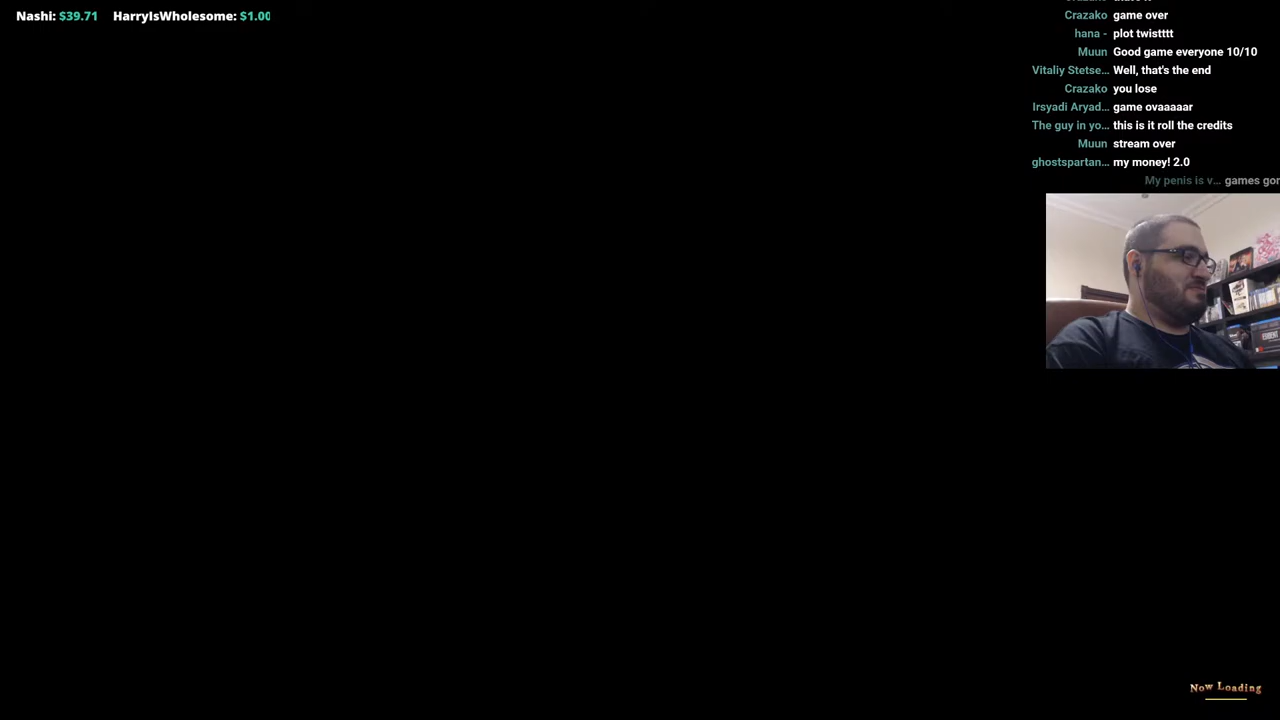 Nashi: $39.71 HarryIsWholesome: $1.00
Crazako game over
hana - plot twistttt
Muun Good game everyone 10/10
Vitaliy Stetse... Well, that's the end
Crazako you lose
Irsyadi Aryad... game ovaaaaar
The guy in yo... this is it roll the credits
Muun stream over
ghostspartan... my money! 2.0
My penis is v... games gon
Now Loading